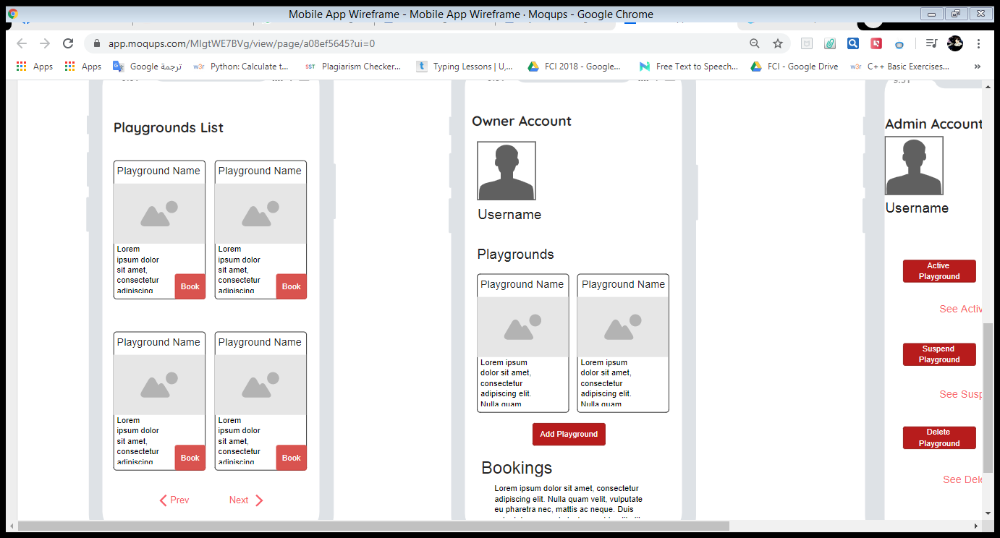 Mobile App Wireframe - Mobile App Wireframe · Moqups - Google Chrome
app.moqups.com/MIgtWE7BVg/view/page/a08ef5645?ui=0
Apps
Apps
Google ترجمة
w3r Python: Calculate t...
SST Plagiarism Checker...
t Typing Lessons | U,...
FCI 2018 - Google...
Free Text to Speech...
FCI - Google Drive
w3r C++ Basic Exercises...
»
Playgrounds List
Playground Name
Lorem
ipsum dolor
sit amet,
consectetur
adipiscing
Book
Playground Name
Lorem
ipsum dolor
sit amet,
consectetur
adipiscing
Book
Playground Name
Lorem
ipsum dolor
sit amet,
consectetur
adipiscing
Book
Playground Name
Lorem
ipsum dolor
sit amet,
consectetur
adipiscing
Book
Prev
Next
Owner Account
Username
Playgrounds
Playground Name
Lorem ipsum
dolor sit amet,
consectetur
adipiscing elit.
Nulla quam
Playground Name
Lorem ipsum
dolor sit amet,
consectetur
adipiscing elit.
Nulla quam
Add Playground
Bookings
Lorem ipsum dolor sit amet, consectetur
adipiscing elit. Nulla quam velit, vulputate
eu pharetra nec, mattis ac neque. Duis
Admin Account
Username
Active
Playground
See Activ
Suspend
Playground
See Susp
Delete
Playground
See Dele